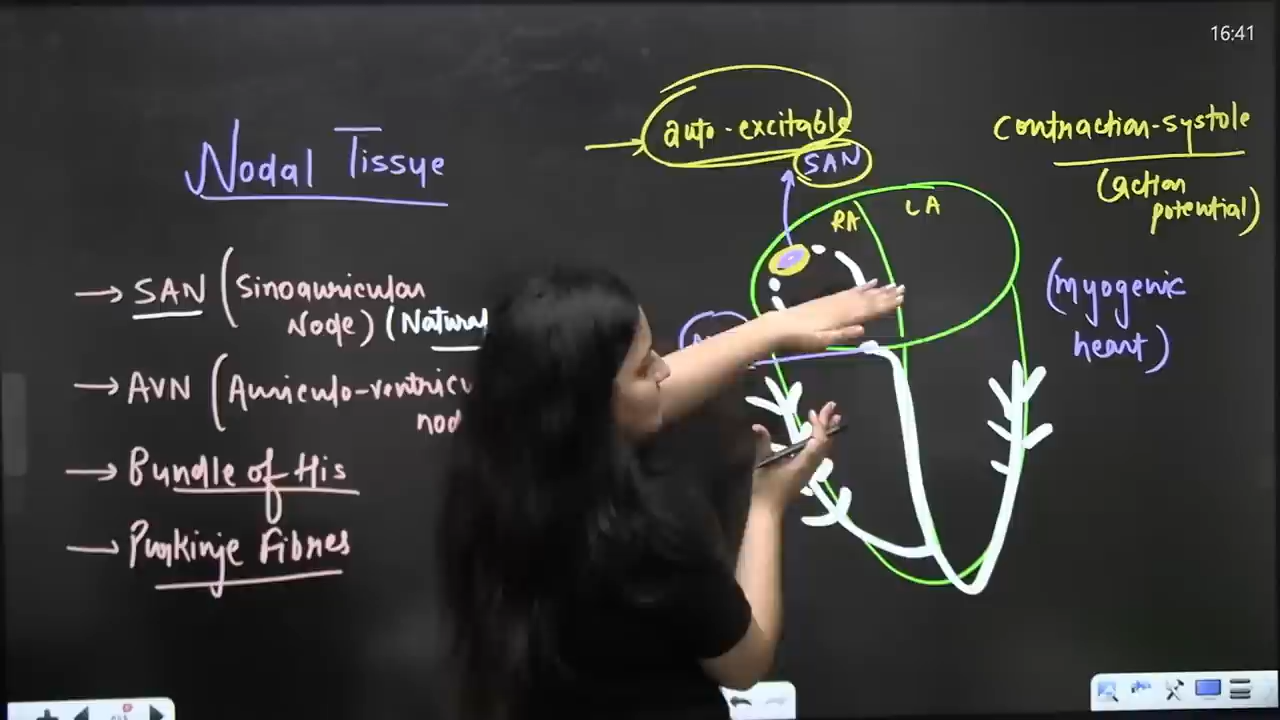 16:41
auto-excitable
SAN
Contraction-systole
(action
potential)
Nodal Tissue
RA
LA
→ SAN (Sinoauricular
Node) (Natural
(myogenic
heart)
→ AVN (Auriculo-ventricu
nod
→ Bundle of His
→ Purkinje Fibres